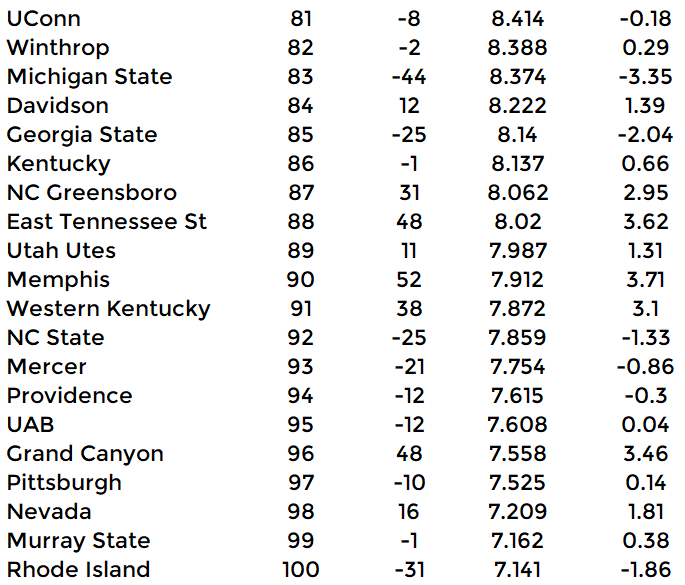 UConn 81 -8 8.414 -0.18
Winthrop 82 -2 8.388 0.29
Michigan State 83 -44 8.374 -3.35
Davidson 84 12 8.222 1.39
Georgia State 85 -25 8.14 -2.04
Kentucky 86 -1 8.137 0.66
NC Greensboro 87 31 8.062 2.95
East Tennessee St 88 48 8.02 3.62
Utah Utes 89 11 7.987 1.31
Memphis 90 52 7.912 3.71
Western Kentucky 91 38 7.872 3.1
NC State 92 -25 7.859 -1.33
Mercer 93 -21 7.754 -0.86
Providence 94 -12 7.615 -0.3
UAB 95 -12 7.608 0.04
Grand Canyon 96 48 7.558 3.46
Pittsburgh 97 -10 7.525 0.14
Nevada 98 16 7.209 1.81
Murray State 99 -1 7.162 0.38
Rhode Island 100 -31 7.141 -1.86